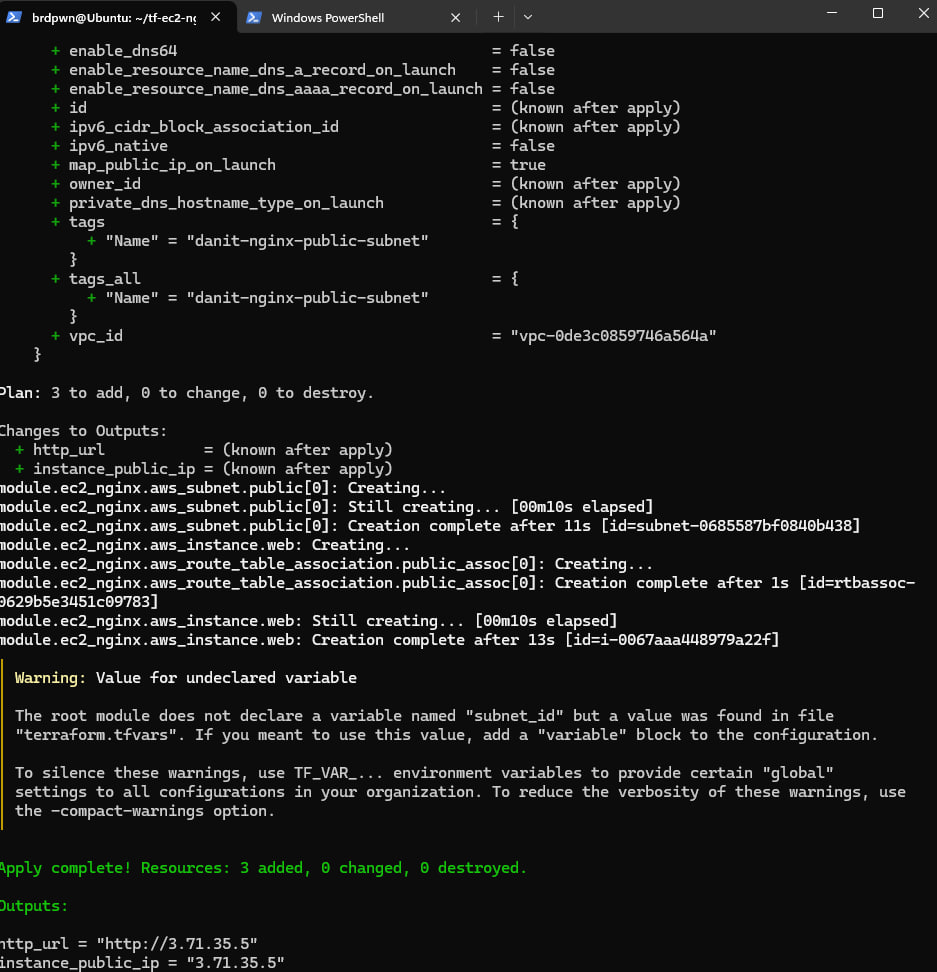 brdpwn@Ubuntu: ~/tf-ec2-ng
Windows PowerShell
+ enable_dns64 = false
+ enable_resource_name_dns_a_record_on_launch = false
+ enable_resource_name_dns_aaaa_record_on_launch = false
+ id = (known after apply)
+ ipv6_cidr_block_association_id = (known after apply)
+ ipv6_native = false
+ map_public_ip_on_launch = true
+ owner_id = (known after apply)
+ private_dns_hostname_type_on_launch = (known after apply)
+ tags = {
+ "Name" = "danit-nginx-public-subnet"
}
+ tags_all = {
+ "Name" = "danit-nginx-public-subnet"
}
+ vpc_id = "vpc-0de3c0859746a564a"
}
Plan: 3 to add, 0 to change, 0 to destroy.
Changes to Outputs:
+ http_url = (known after apply)
+ instance_public_ip = (known after apply)
module.ec2_nginx.aws_subnet.public[0]: Creating...
module.ec2_nginx.aws_subnet.public[0]: Still creating... [00m10s elapsed]
module.ec2_nginx.aws_subnet.public[0]: Creation complete after 11s [id=subnet-0685587bf0840b438]
module.ec2_nginx.aws_instance.web: Creating...
module.ec2_nginx.aws_route_table_association.public_assoc[0]: Creating...
module.ec2_nginx.aws_route_table_association.public_assoc[0]: Creation complete after 1s [id=rtbassoc-
0629b5e3451c09783]
module.ec2_nginx.aws_instance.web: Still creating... [00m10s elapsed]
module.ec2_nginx.aws_instance.web: Creation complete after 13s [id=i-0067aaa448979a22f]
Warning: Value for undeclared variable
The root module does not declare a variable named "subnet_id" but a value was found in file
"terraform.tfvars". If you meant to use this value, add a "variable" block to the configuration.
To silence these warnings, use TF_VAR_... environment variables to provide certain "global"
settings to all configurations in your organization. To reduce the verbosity of these warnings, use
the -compact-warnings option.
Apply complete! Resources: 3 added, 0 changed, 0 destroyed.
Outputs:
http_url = "http://3.71.35.5"
instance_public_ip = "3.71.35.5"